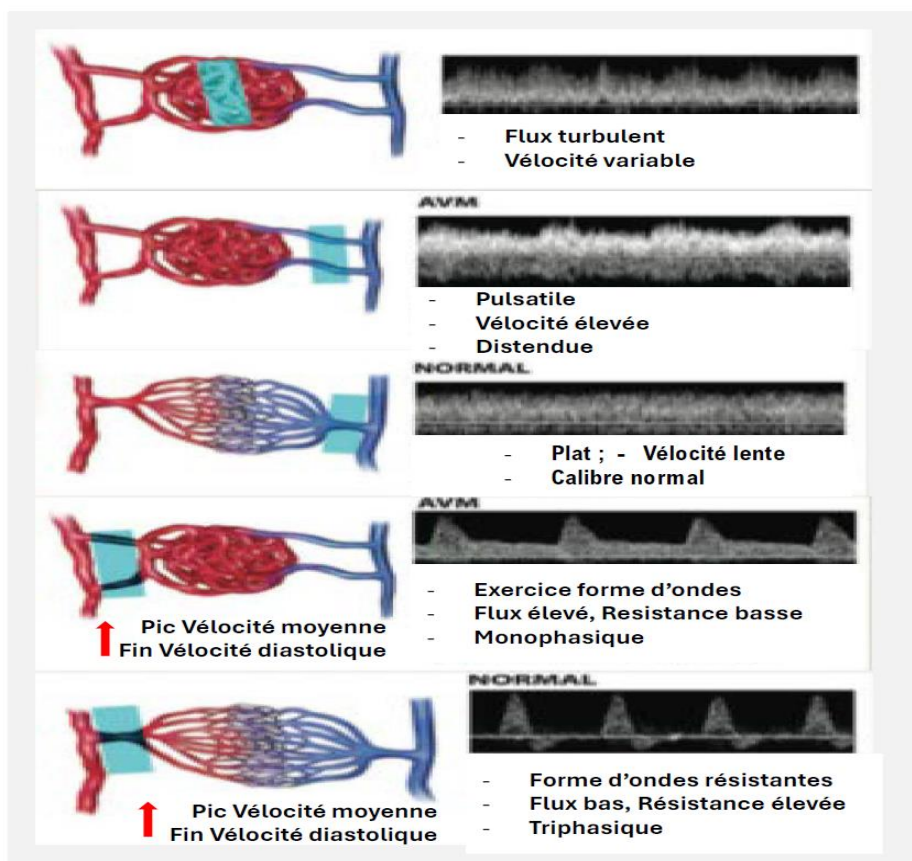 - Flux turbulent
- Vélocité variable
AVM
- Pulsatile
- Vélocité élevée
- Distendue
NORMAL
- Plat ; - Vélocité lente
- Calibre normal
AVM
- Exercice forme d'ondes
- Flux élevé, Resistance basse
- Monophasique
Pic Vélocité moyenne
Fin Vélocité diastolique
NORMAL
- Forme d'ondes résistantes
- Flux bas, Résistance élevée
- Triphasique
Pic Vélocité moyenne
Fin Vélocité diastolique